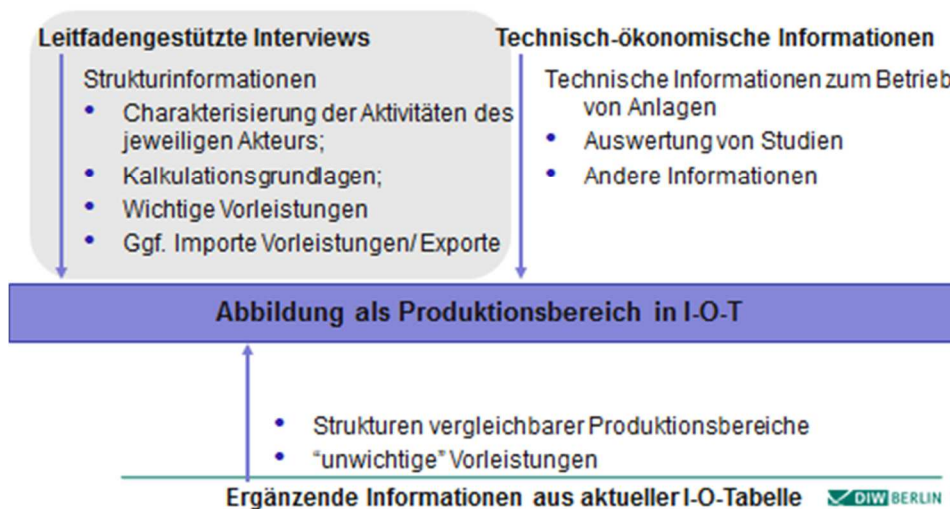 Leitfadengestützte Interviews
Strukturinformationen
• Charakterisierung der Aktivitäten des
jeweiligen Akteurs;
• Kalkulationsgrundlagen;
• Wichtige Vorleistungen
• Ggf. Importe Vorleistungen/ Exporte
Technisch-ökonomische Informationen
Technische Informationen zum Betrieb
von Anlagen
• Auswertung von Studien
• Andere Informationen
Abbildung als Produktionsbereich in I-O-T
• Strukturen vergleichbarer Produktionsbereiche
• “unwichtige” Vorleistungen
Ergänzende Informationen aus aktueller I-O-Tabelle
DIW BERLIN